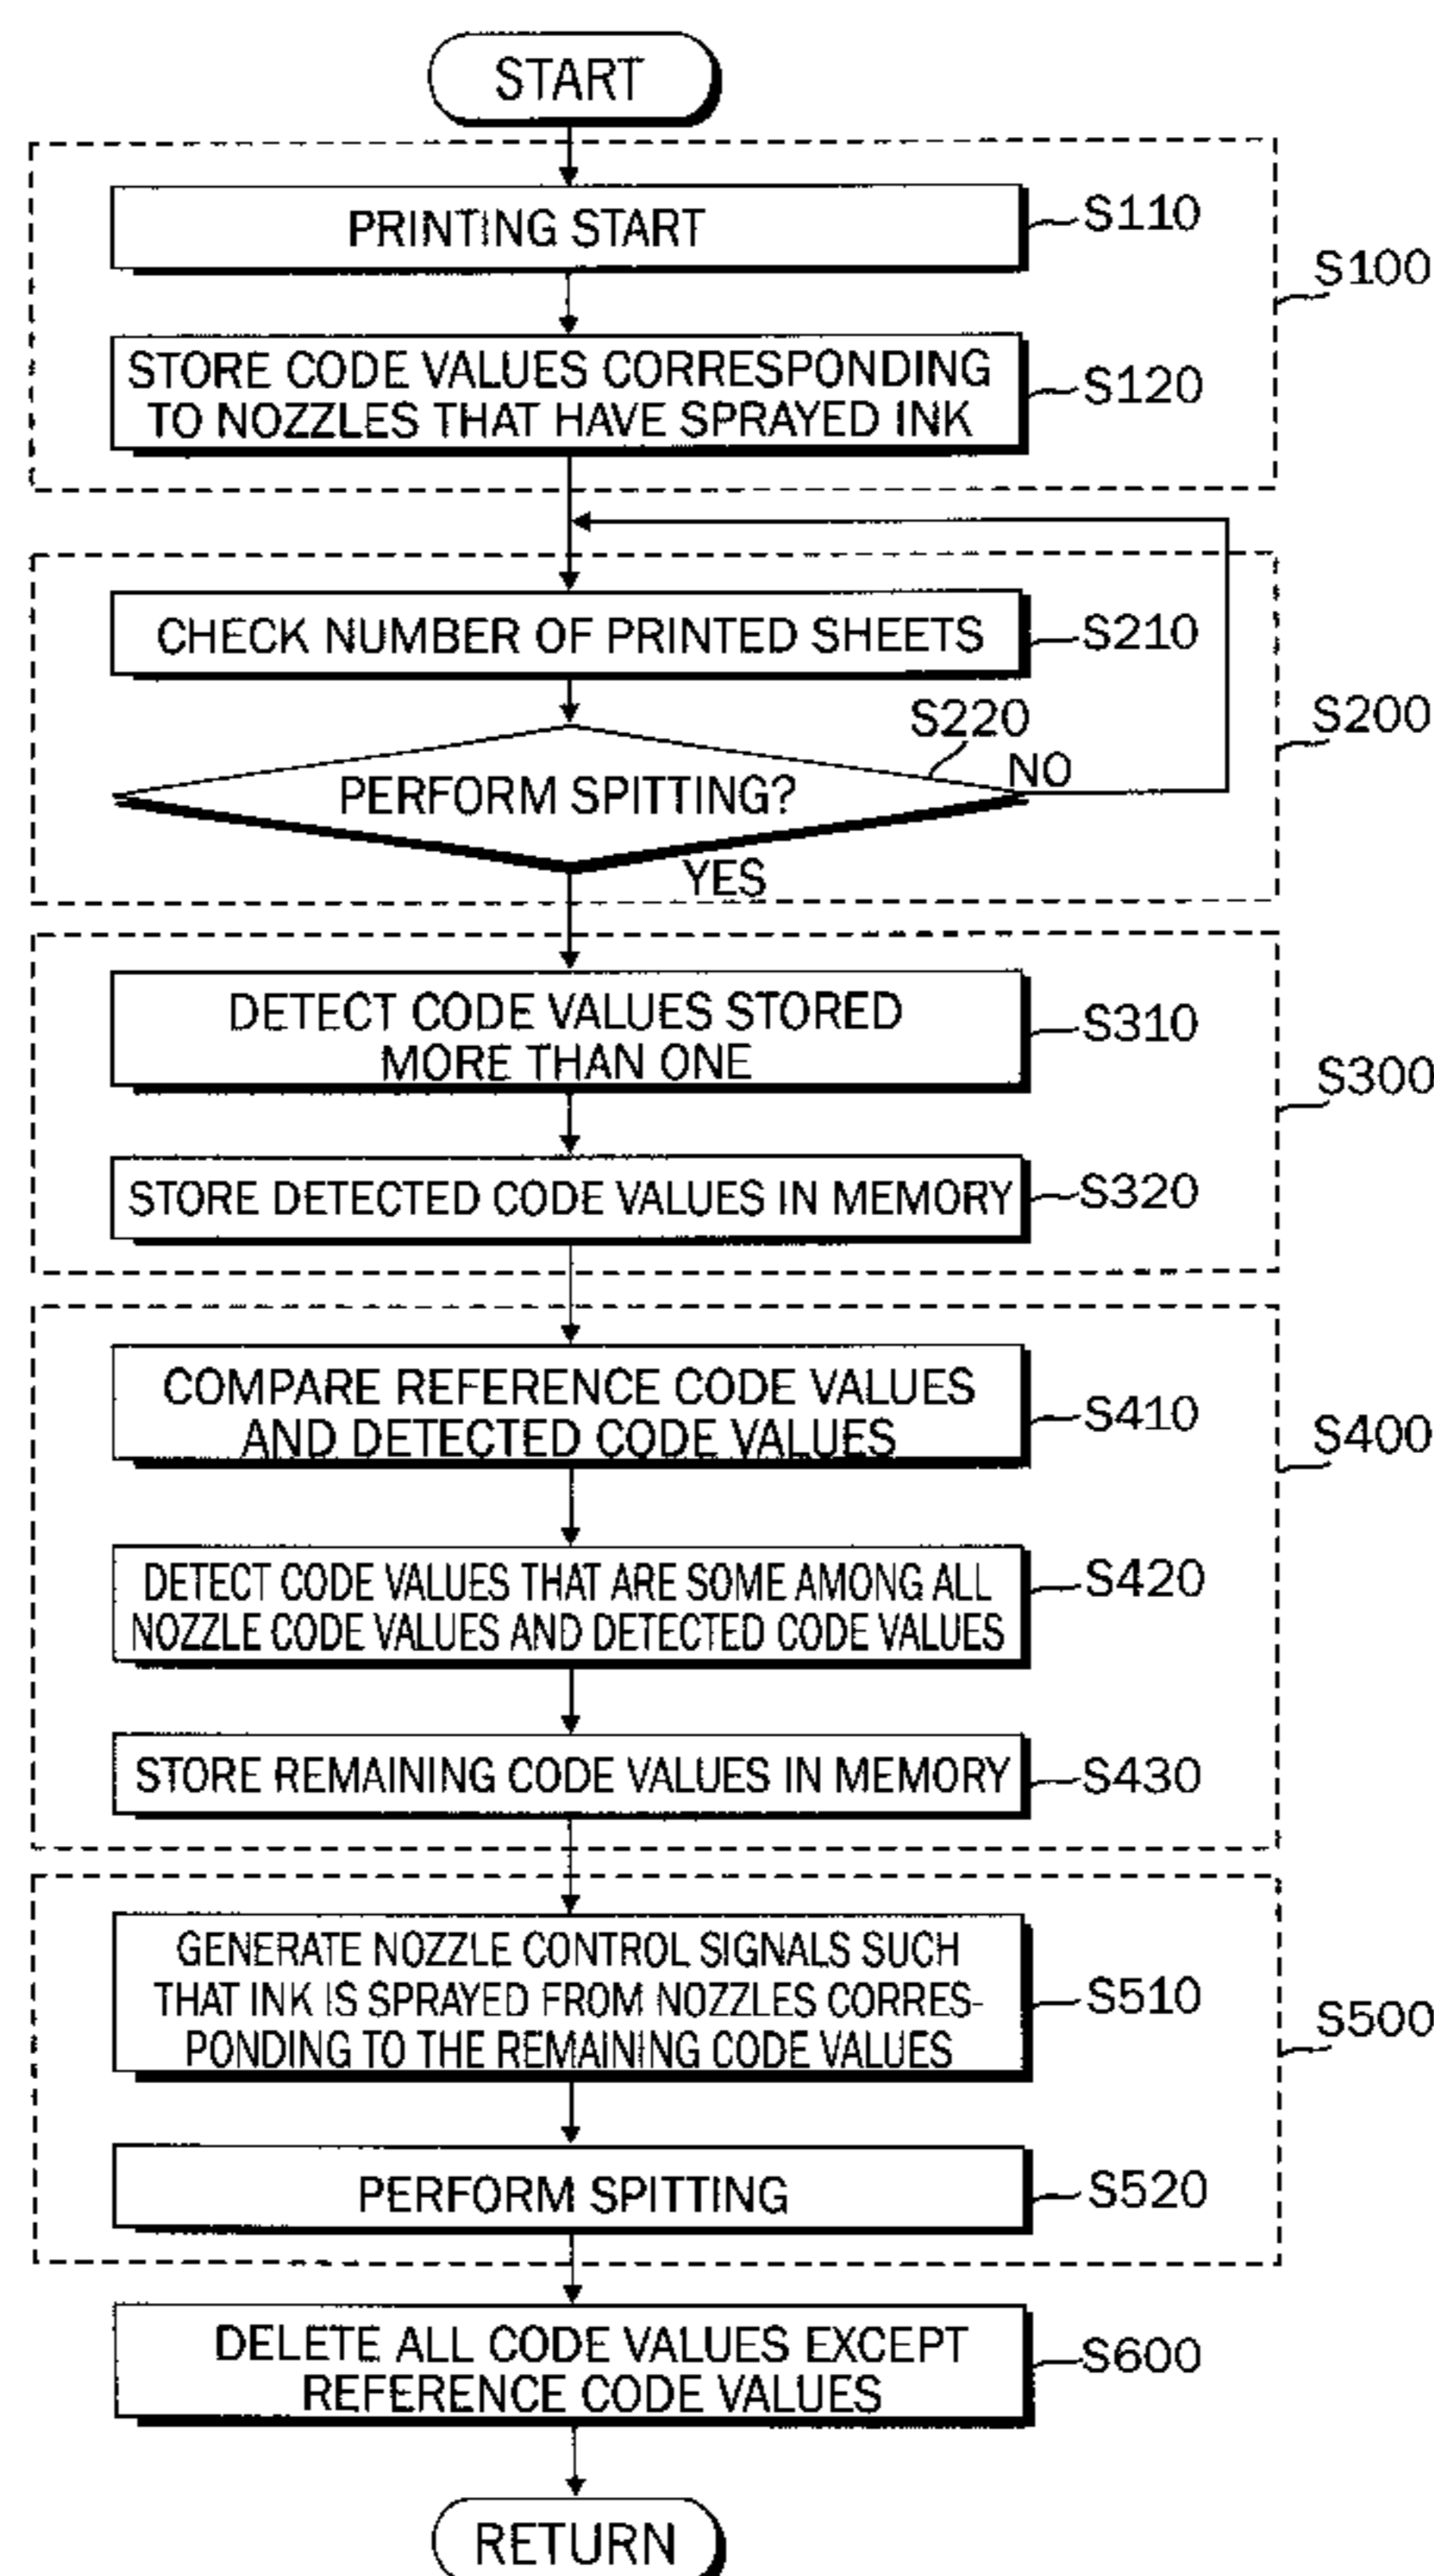 START
PRINTING START
S110
S100
STORE CODE VALUES CORRESPONDING
TO NOZZLES THAT HAVE SPRAYED INK
S120
CHECK NUMBER OF PRINTED SHEETS
S210
S220
S200
NO
PERFORM SPITTING?
YES
DETECT CODE VALUES STORED
MORE THAN ONE
S310
S300
STORE DETECTED CODE VALUES IN MEMORY
S320
COMPARE REFERENCE CODE VALUES
AND DETECTED CODE VALUES
S410
S400
DETECT CODE VALUES THAT ARE SOME AMONG ALL
NOZZLE CODE VALUES AND DETECTED CODE VALUES
S420
STORE REMAINING CODE VALUES IN MEMORY
S430
GENERATE NOZZLE CONTROL SIGNALS SUCH
THAT INK IS SPRAYED FROM NOZZLES CORRES-
PONDING TO THE REMAINING CODE VALUES
S510
S500
PERFORM SPITTING
S520
DELETE ALL CODE VALUES EXCEPT
REFERENCE CODE VALUES
S600
RETURN